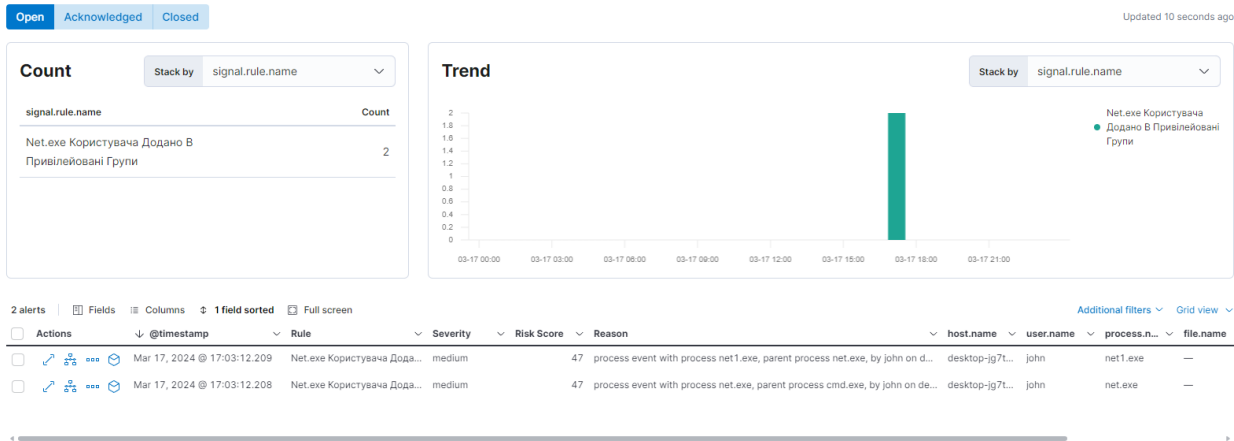 Open Acknowledged Closed Updated 10 seconds ago
Count Stack by signal.rule.name
signal.rule.name Count
Net.exe Користувача Додано В
Привілейовані Групи
2
Trend Stack by signal.rule.name
2
1.8
1.6
1.4
1.2
1
0.8
0.6
0.4
0.2
0
03-17 00:00 03-17 03:00 03-17 06:00 03-17 09:00 03-17 12:00 03-17 15:00 03-17 18:00 03-17 21:00
Net.exe Користувача
Додано В Привілейовані
Групи
2 alerts Fields Columns 1 field sorted Full screen Additional filters Grid view
Actions @timestamp Rule Severity Risk Score Reason host.name user.name process.n... file.name
Mar 17, 2024 @ 17:03:12.209 Net.exe Користувача Дода... medium 47 process event with process net1.exe, parent process net.exe, by john on d... desktop-jg7t... john net1.exe —
Mar 17, 2024 @ 17:03:12.208 Net.exe Користувача Дода... medium 47 process event with process net.exe, parent process cmd.exe, by john on de... desktop-jg7t... john net.exe —